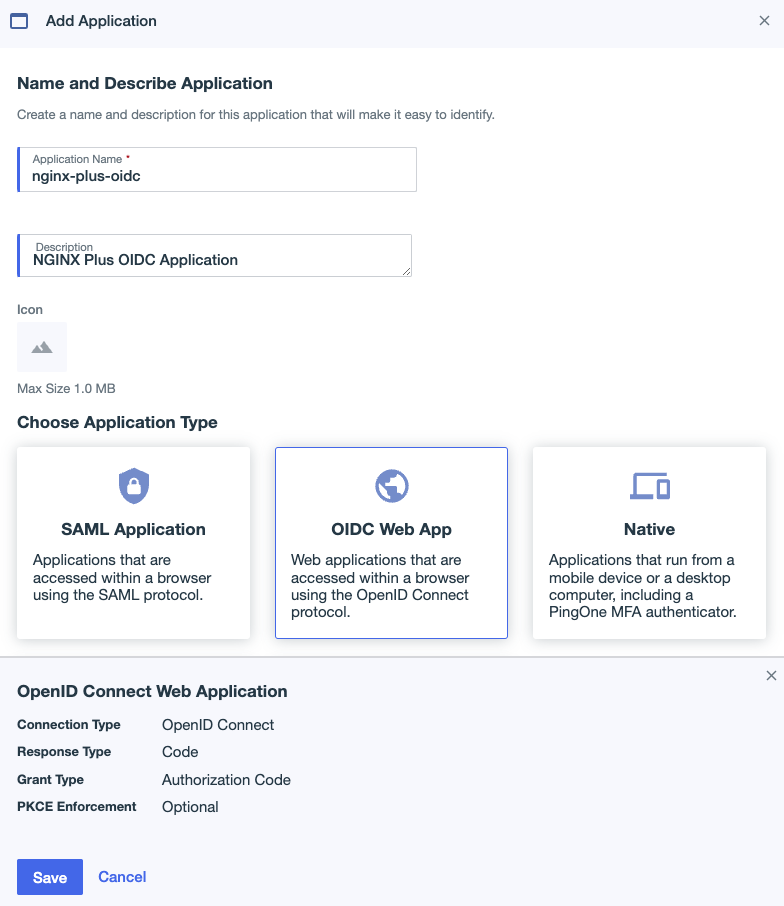 Add Application
Name and Describe Application
Create a name and description for this application that will make it easy to identify.
Application Name *
nginx-plus-oidc
Description
NGINX Plus OIDC Application
Icon
Max Size 1.0 MB
Choose Application Type
SAML Application
Applications that are
accessed within a browser
using the SAML protocol.
OIDC Web App
Web applications that are
accessed within a browser
using the OpenID Connect
protocol.
Native
Applications that run from a
mobile device or a desktop
computer, including a
PingOne MFA authenticator.
OpenID Connect Web Application
Connection Type OpenID Connect
Response Type Code
Grant Type Authorization Code
PKCE Enforcement Optional
Save Cancel